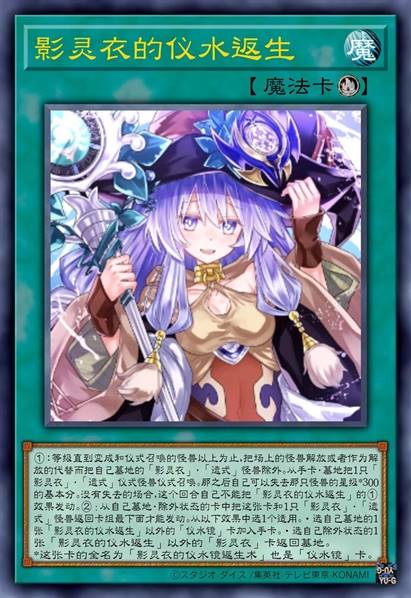 影灵衣的仪水返生
魔
【魔法卡】
①:等级直到变成和仪式召唤的怪兽以上为止,把场上的怪兽解放或者作为
解放的代替而把自己墓地的「影灵衣」·「遗式」怪兽除外。从手卡·墓地把1只「
影灵衣」·「遗式」仪式怪兽仪式召唤。那之后自己可以失去那只怪兽的星级*300
的基本分。没有失去的场合,这个回合自己不能把「影灵衣的仪水返生」的①
效果发动。②:从自己墓地·除外状态的卡中把这张卡和1只「影灵衣」·「遗
式」怪兽返回卡组最下面才能发动。从以下效果中选1个适用。·选自己墓地的1
张「影灵衣的仪水返生」以外的「仪水镜」卡加入手卡。·选自己除外状态的1
张「影灵衣的仪水返生」以外的「影灵衣」卡返回墓地。
*这张卡的全名为「影灵衣的仪水镜返生术」也是「仪水镜」卡。
©スタジオ・ダイス /集英社・テレビ東京・KONAMI
D-NA
YU-G